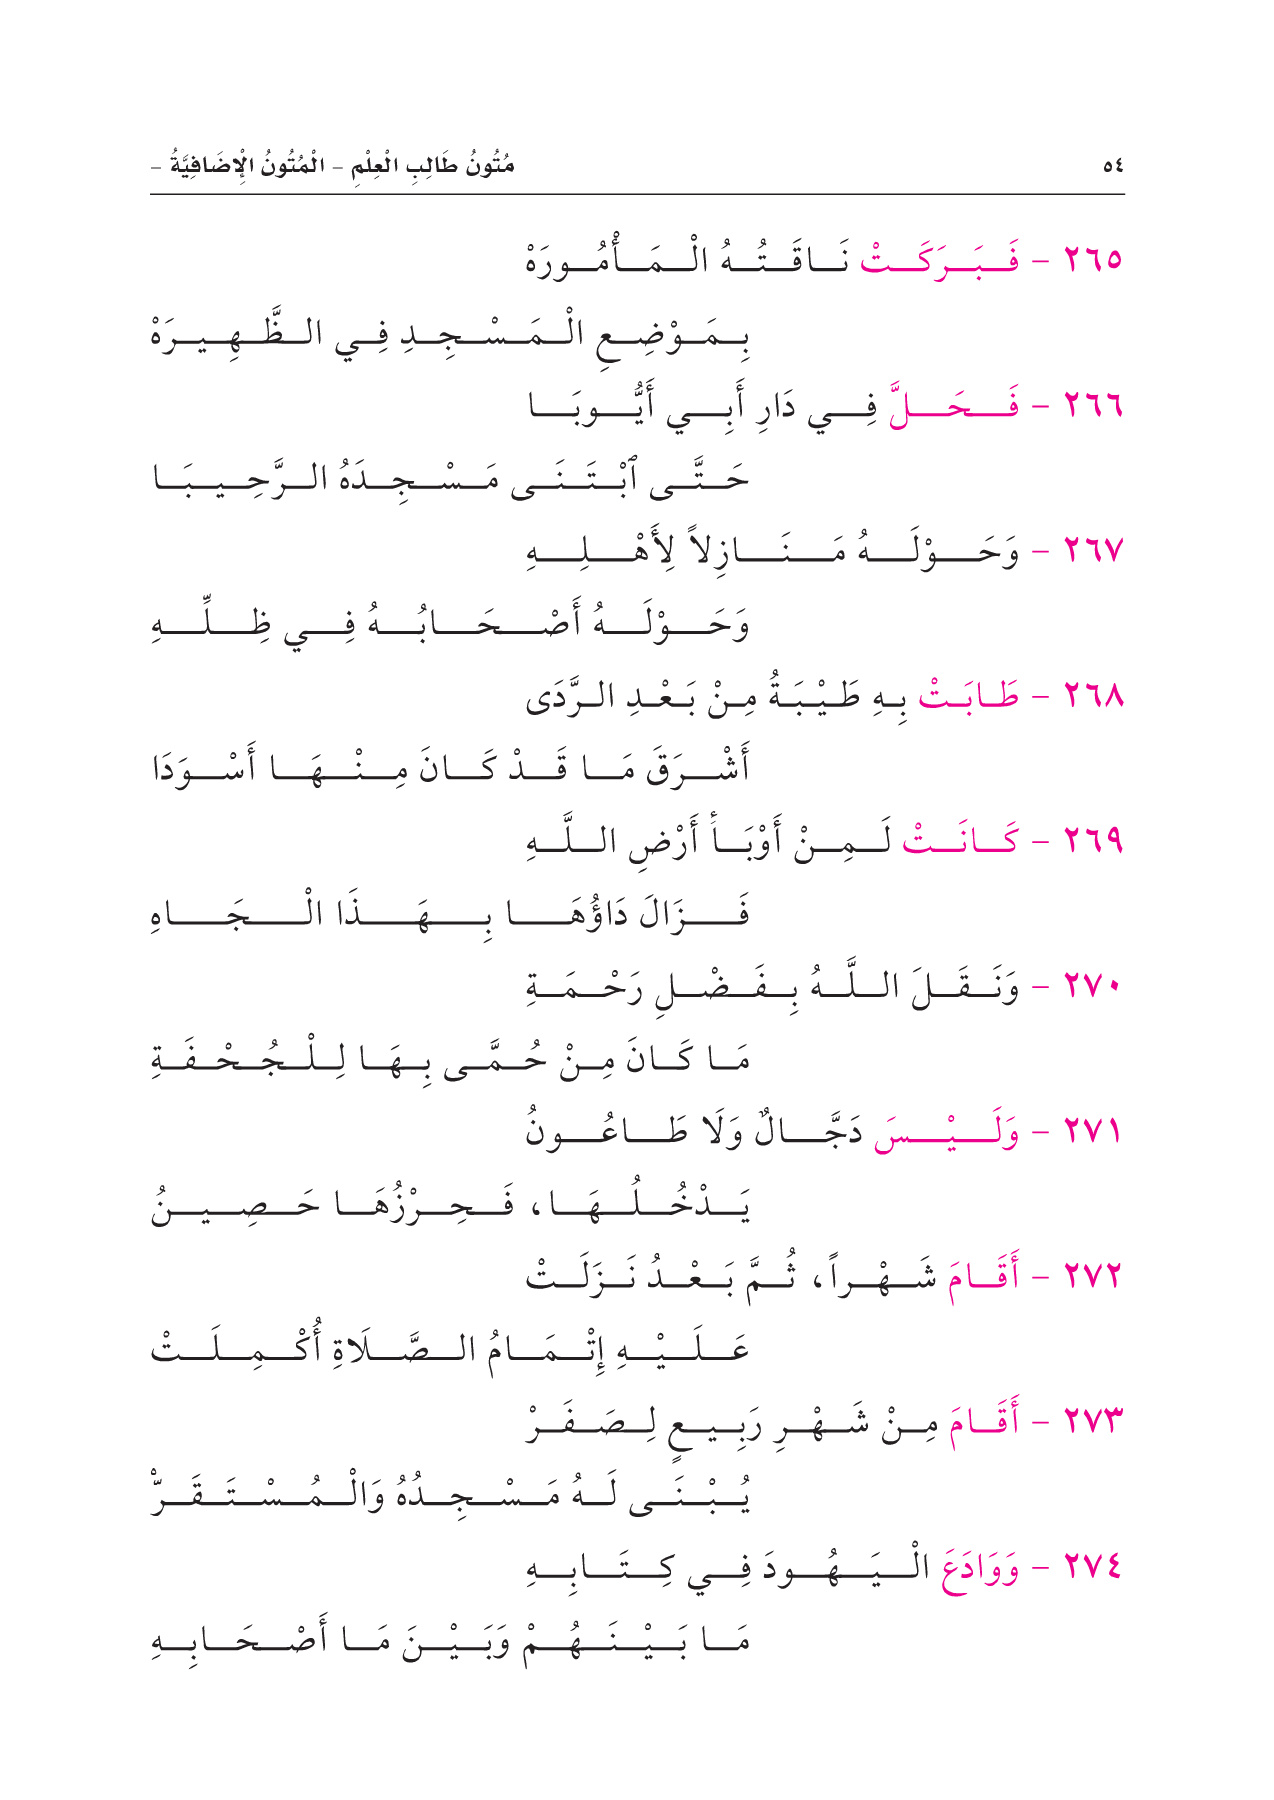 ٥٤ مُتُونُ طَالِبِ الْعِلْمِ – الْمُتُونُ الْإِضَافِيَّةُ –
٢٦٥ – فَبَرَكَتْ نَاقَتُهُ الْمَأْمُورَهْ
بِمَوْضِعِ الْمَسْجِدِ فِي الظَّهِيرَهْ
٢٦٦ – فَحَلَّ فِي دَارِ أَبِي أَيُّوبَا
حَتَّى ٱبْتَنَى مَسْجِدَهُ الرَّحِيبَا
٢٦٧ – وَحَوْلَهُ مَنَازِلاً لِأَهْلِهِ
وَحَوْلَهُ أَصْحَابُهُ فِي ظِلِّهِ
٢٦٨ – طَابَتْ بِهِ طَيْبَةُ مِنْ بَعْدِ الرَّدَى
أَشْرَقَ مَا قَدْ كَانَ مِنْهَا أَسْوَدَا
٢٦٩ – كَانَتْ لَمِنْ أَوْبَأِ أَرْضِ اللَّهِ
فَزَالَ دَاؤُهَا بِهَذَا الْجَاهِ
٢٧٠ – وَنَقَلَ اللَّهُ بِفَضْلِ رَحْمَةِ
مَا كَانَ مِنْ حُمَّى بِهَا لِلْجُحْفَةِ
٢٧١ – وَلَيْسَ دَجَّالٌ وَلَا طَاعُونُ
يَدْخُلُهَا، فَحِرْزُهَا حَصِينُ
٢٧٢ – أَقَامَ شَهْراً، ثُمَّ بَعْدُ نَزَلَتْ
عَلَيْهِ إِتْمَامُ الصَّلَاةِ أُكْمِلَتْ
٢٧٣ – أَقَامَ مِنْ شَهْرِ رَبِيعٍ لِصَفَرْ
يُبْنَى لَهُ مَسْجِدُهُ وَالْمُسْتَقَرّْ
٢٧٤ – وَوَادَعَ الْيَهُودَ فِي كِتَابِهِ
مَا بَيْنَهُمْ وَبَيْنَ مَا أَصْحَابِهِ